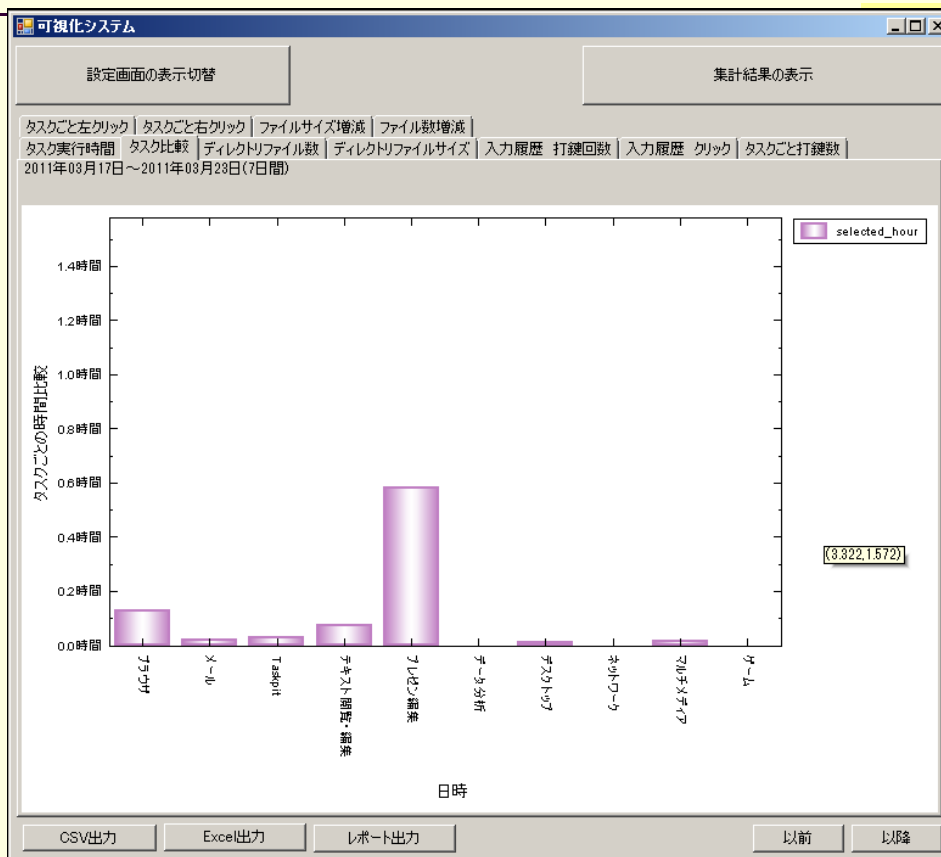 可視化システム
設定画面の表示切替
集計結果の表示
タスクごと左クリック タスクごと右クリック ファイルサイズ増減 ファイル数増減
タスク実行時間 タスク比較 ディレクトリファイル数 ディレクトリファイルサイズ 入力履歴 打鍵回数 入力履歴 クリック タスクごと打鍵数
2011年03月17日～2011年03月23日(7日間)
selected_hour
1.4時間
1.2時間
1.0時間
0.8時間
0.6時間
0.4時間
0.2時間
0.0時間
タスクごとの時間比較
(3.322,1.572)
ブラウザ
メール
Taskpit
テキスト閲覧・編集
プレゼン編集
データ分析
デスクトップ
ネットワーク
マルチメディア
ゲーム
日時
CSV出力
Excel出力
レポート出力
以前
以降